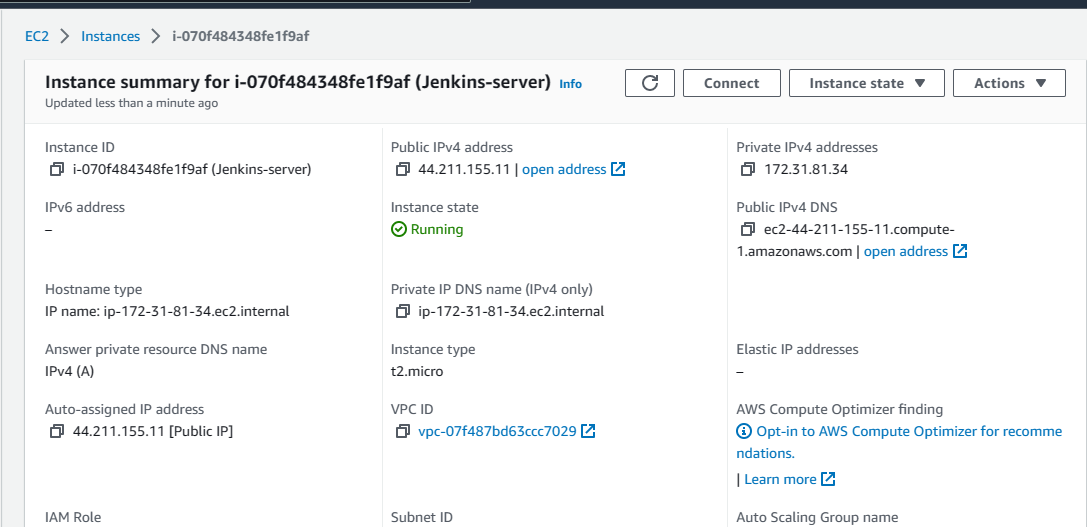 EC2 > Instances > i-070f484348fe1f9af
Instance summary for i-070f484348fe1f9af (Jenkins-server) Info
Updated less than a minute ago
Connect
Instance state
Actions
Instance ID
i-070f484348fe1f9af (Jenkins-server)
Public IPv4 address
44.211.155.11 | open address
Private IPv4 addresses
172.31.81.34
IPv6 address
–
Instance state
Running
Public IPv4 DNS
ec2-44-211-155-11.compute-
1.amazonaws.com | open address
Hostname type
IP name: ip-172-31-81-34.ec2.internal
Private IP DNS name (IPv4 only)
ip-172-31-81-34.ec2.internal
Answer private resource DNS name
IPv4 (A)
Instance type
t2.micro
Elastic IP addresses
–
Auto-assigned IP address
44.211.155.11 [Public IP]
VPC ID
vpc-07f487bd63ccc7029
AWS Compute Optimizer finding
Opt-in to AWS Compute Optimizer for recomme
ndations.
| Learn more
IAM Role
Subnet ID
Auto Scaling Group name